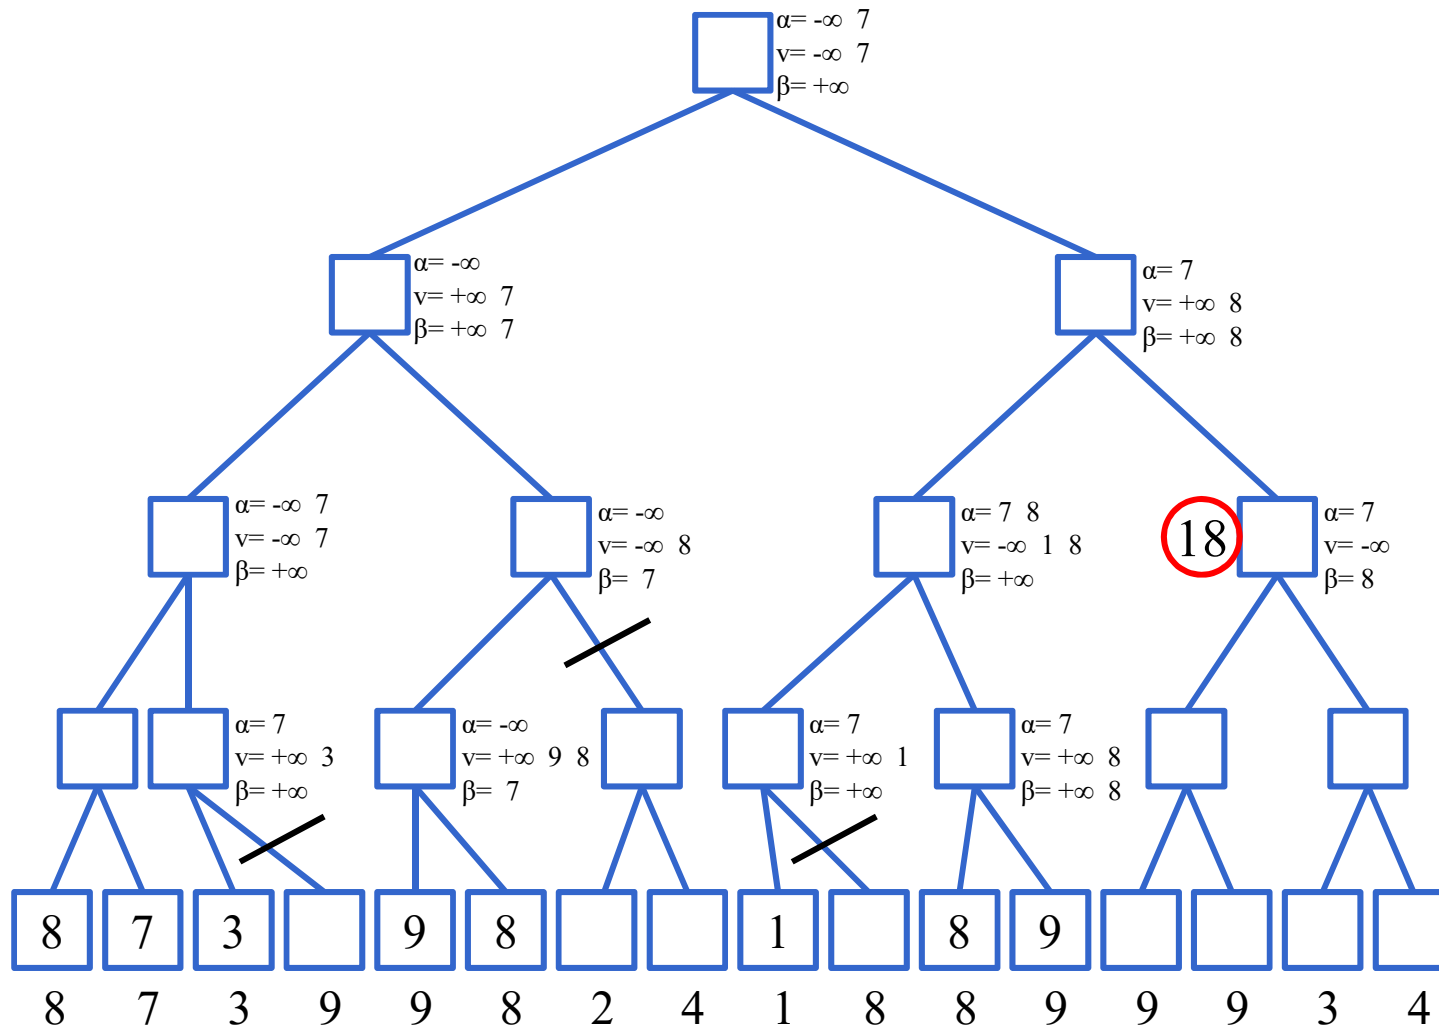 α= -∞ 7
v= -∞ 7
β= +∞
α= -∞
v= +∞ 7
β= +∞ 7
α= 7
v= +∞ 8
β= +∞ 8
α= -∞ 7
v= -∞ 7
β= +∞
α= -∞
v= -∞ 8
β= 7
α= 7 8
v= -∞ 1 8
β= +∞
18
α= 7
v= -∞
β= 8
α= 7
v= +∞ 3
β= +∞
α= -∞
v= +∞ 9 8
β= 7
α= 7
v= +∞ 1
β= +∞
α= 7
v= +∞ 8
β= +∞ 8
8 7 3 9 8 1 8 9
8 7 3 9 9 8 2 4 1 8 8 9 9 9 3 4